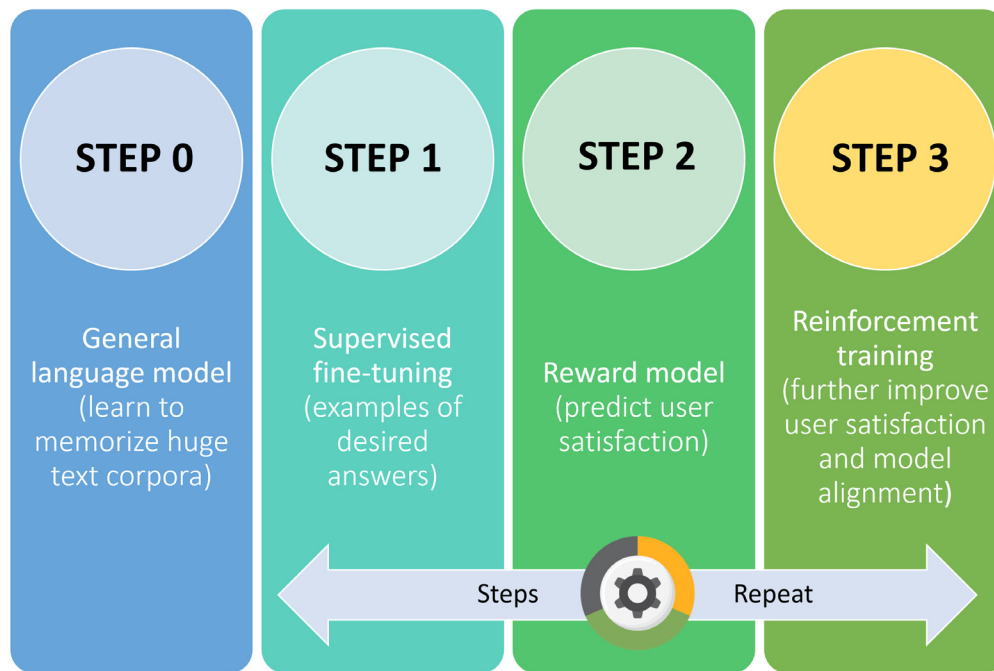 STEP 0
General
language model
(learn to
memorize huge
text corpora)
STEP 1
Supervised
fine-tuning
(examples of
desired
answers)
STEP 2
Reward model
(predict user
satisfaction)
STEP 3
Reinforcement
training
(further improve
user satisfaction
and model
alignment)
Steps
Repeat